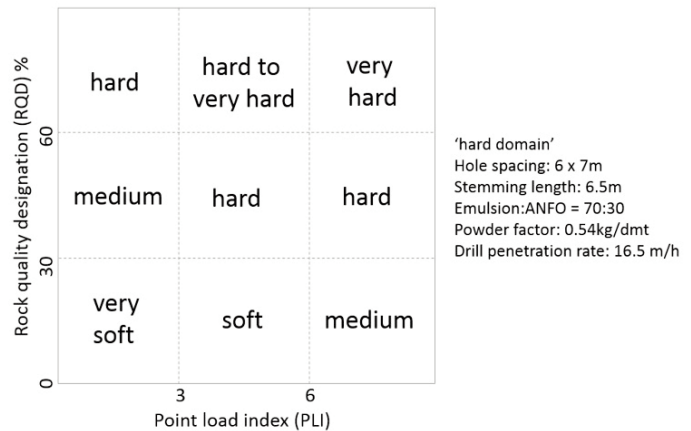 Rock quality designation (RQD) %
60
30
0
hard
hard to
very hard
very
hard
medium
hard
hard
very
soft
soft
medium
3
6
Point load index (PLI)
‘hard domain’
Hole spacing: 6 x 7m
Stemming length: 6.5m
Emulsion:ANFO = 70:30
Powder factor: 0.54kg/dmt
Drill penetration rate: 16.5 m/h